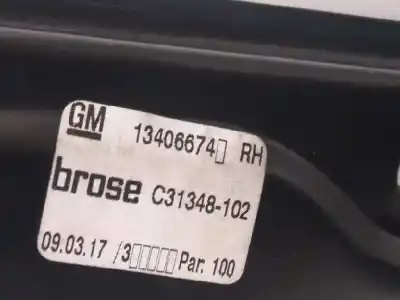 GM 13406674▯ RH
brose C31348-102
09.03.17 /3▯▯▯▯▯ Par: 100